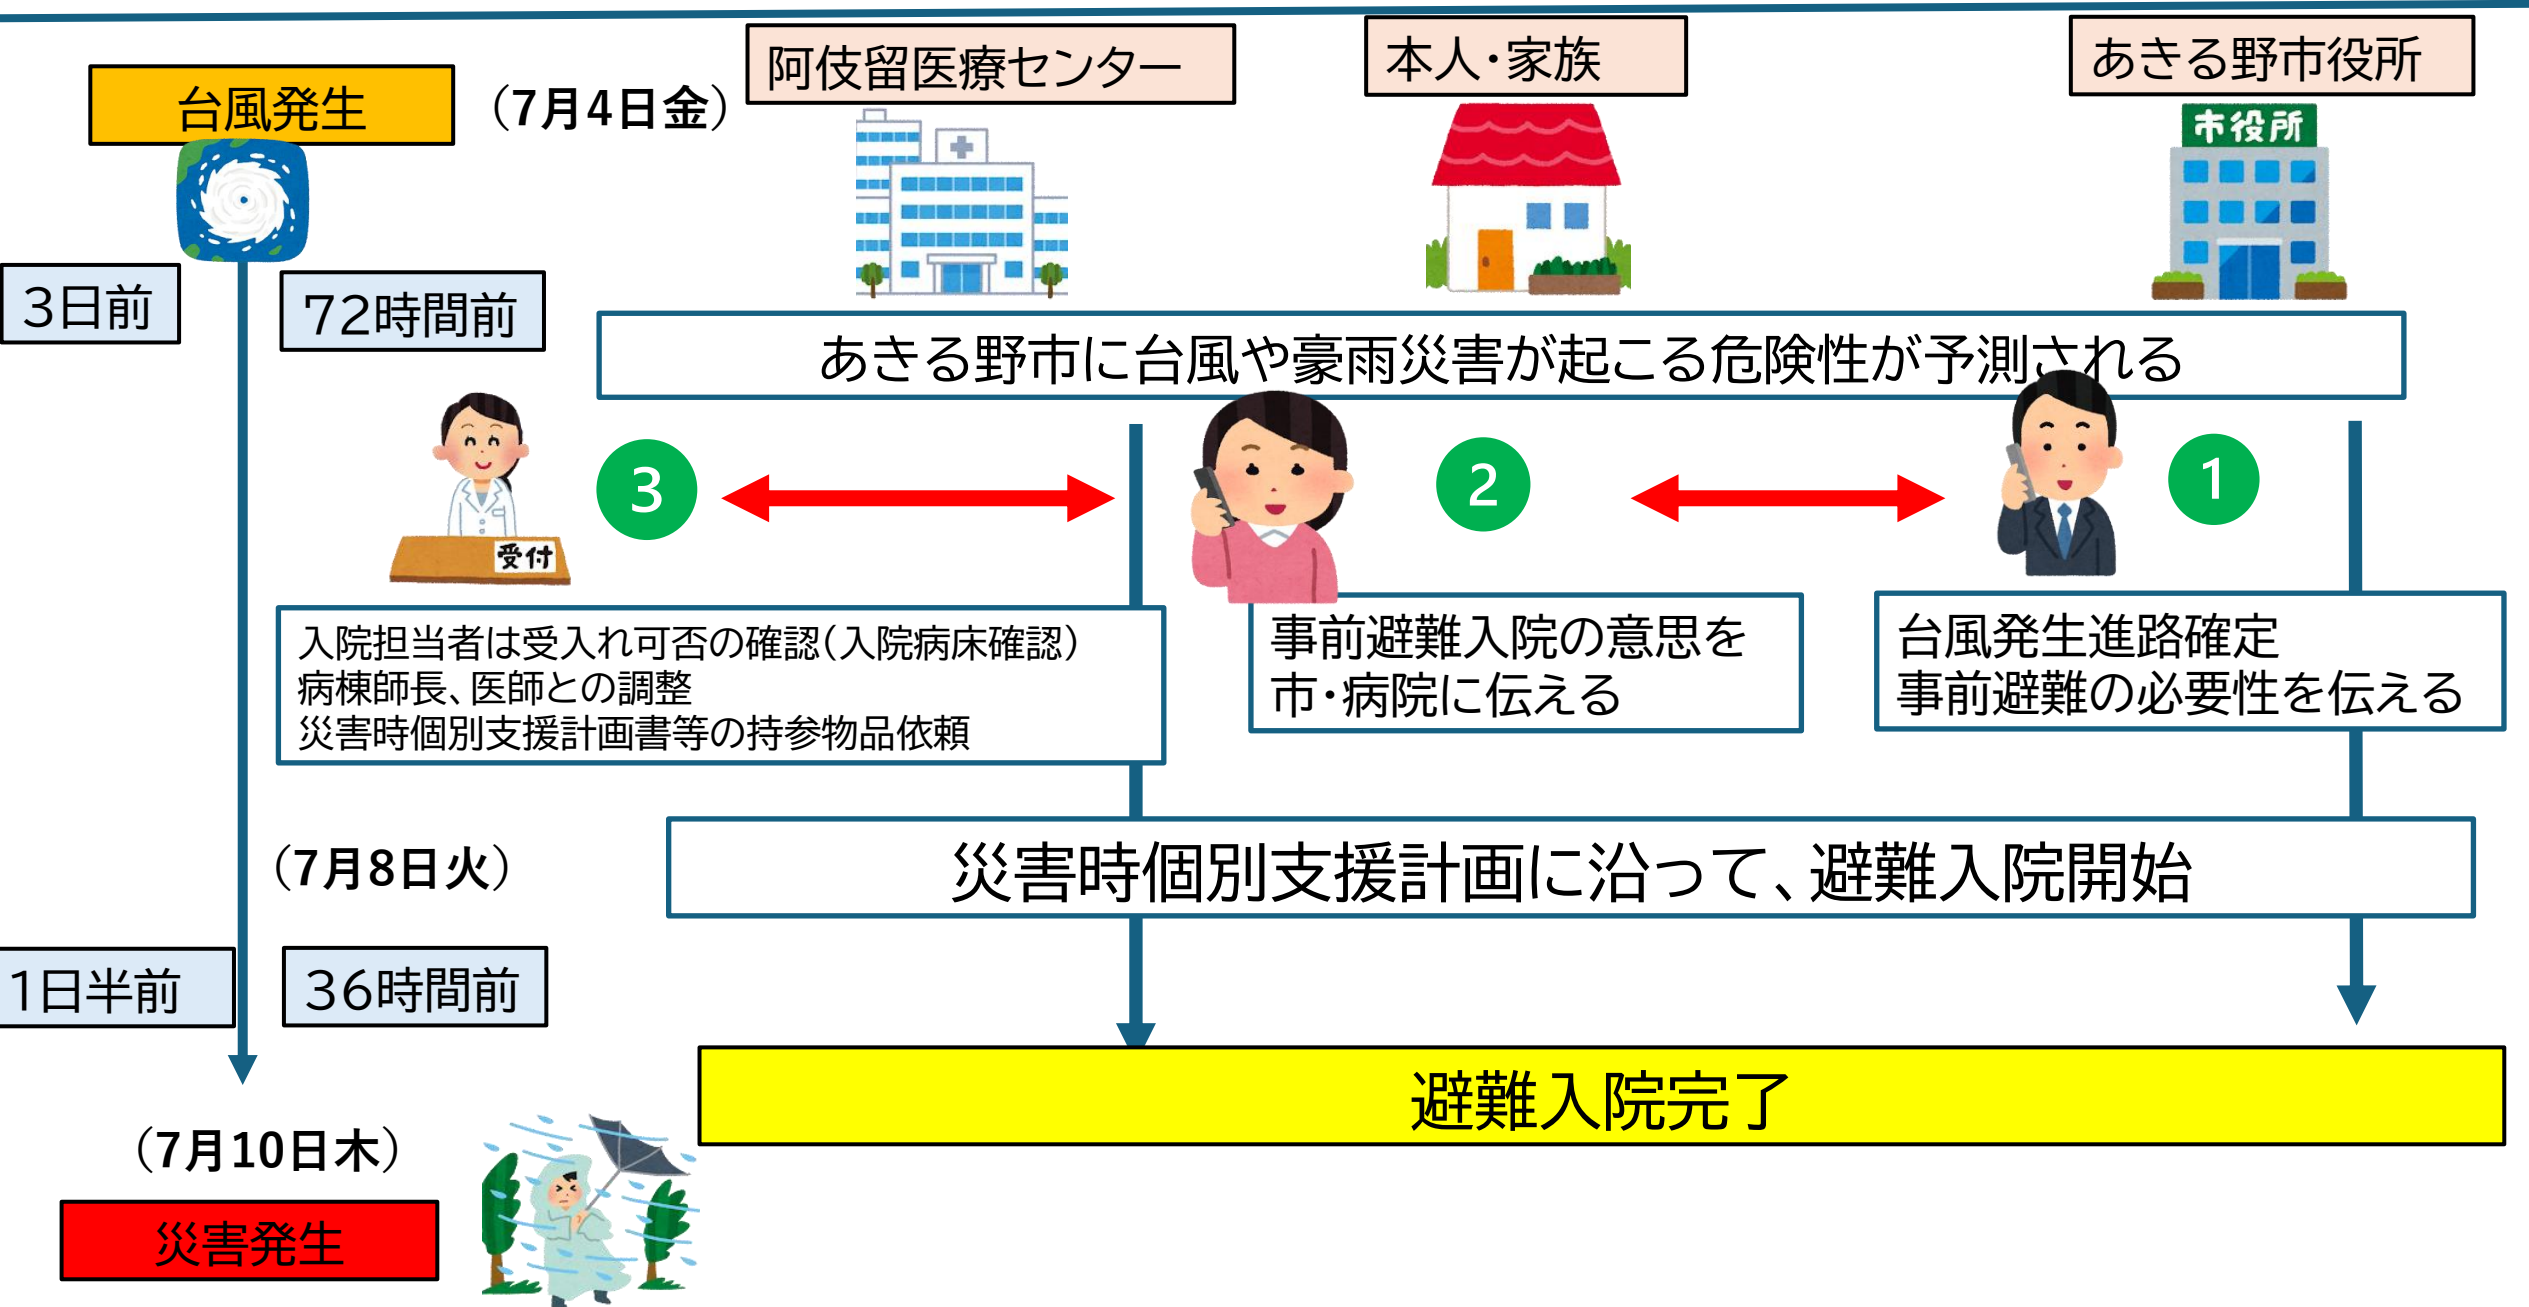 台風発生
（7月4日金）
阿伎留医療センター
本人・家族
あきる野市役所
市役所
3日前
72時間前
あきる野市に台風や豪雨災害が起こる危険性が予測される
3
2
1
受付
入院担当者は受入れ可否の確認（入院病床確認）
病棟師長、医師との調整
災害時個別支援計画書等の持参物品依頼
事前避難入院の意思を
市・病院に伝える
台風発生進路確定
事前避難の必要性を伝える
（7月8日火）
災害時個別支援計画に沿って、避難入院開始
1日半前
36時間前
避難入院完了
（7月10日木）
災害発生